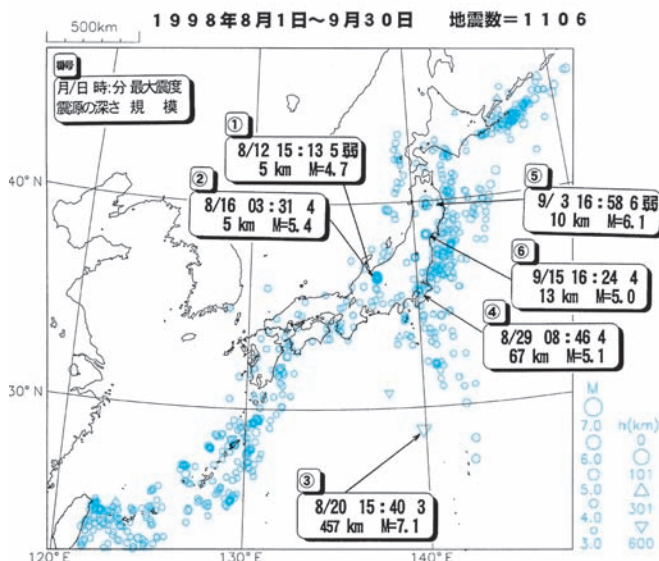 1998年8月1日～9月30日 地震数＝1106
500km
番号
月/日 時:分 最大震度
震源の深さ 規 模
①
8/12 15:13 5弱
5 km M=4.7
②
8/16 03:31 4
5 km M=5.4
⑤
9/ 3 16:58 6弱
10 km M=6.1
⑥
9/15 16:24 4
13 km M=5.0
④
8/29 08:46 4
67 km M=5.1
③
8/20 15:40 3
457 km M=7.1
40°N
30°N
120°E
130°E
140°E
M
7.0
6.0
5.0
4.0
3.0
h(km)
0
101
301
600